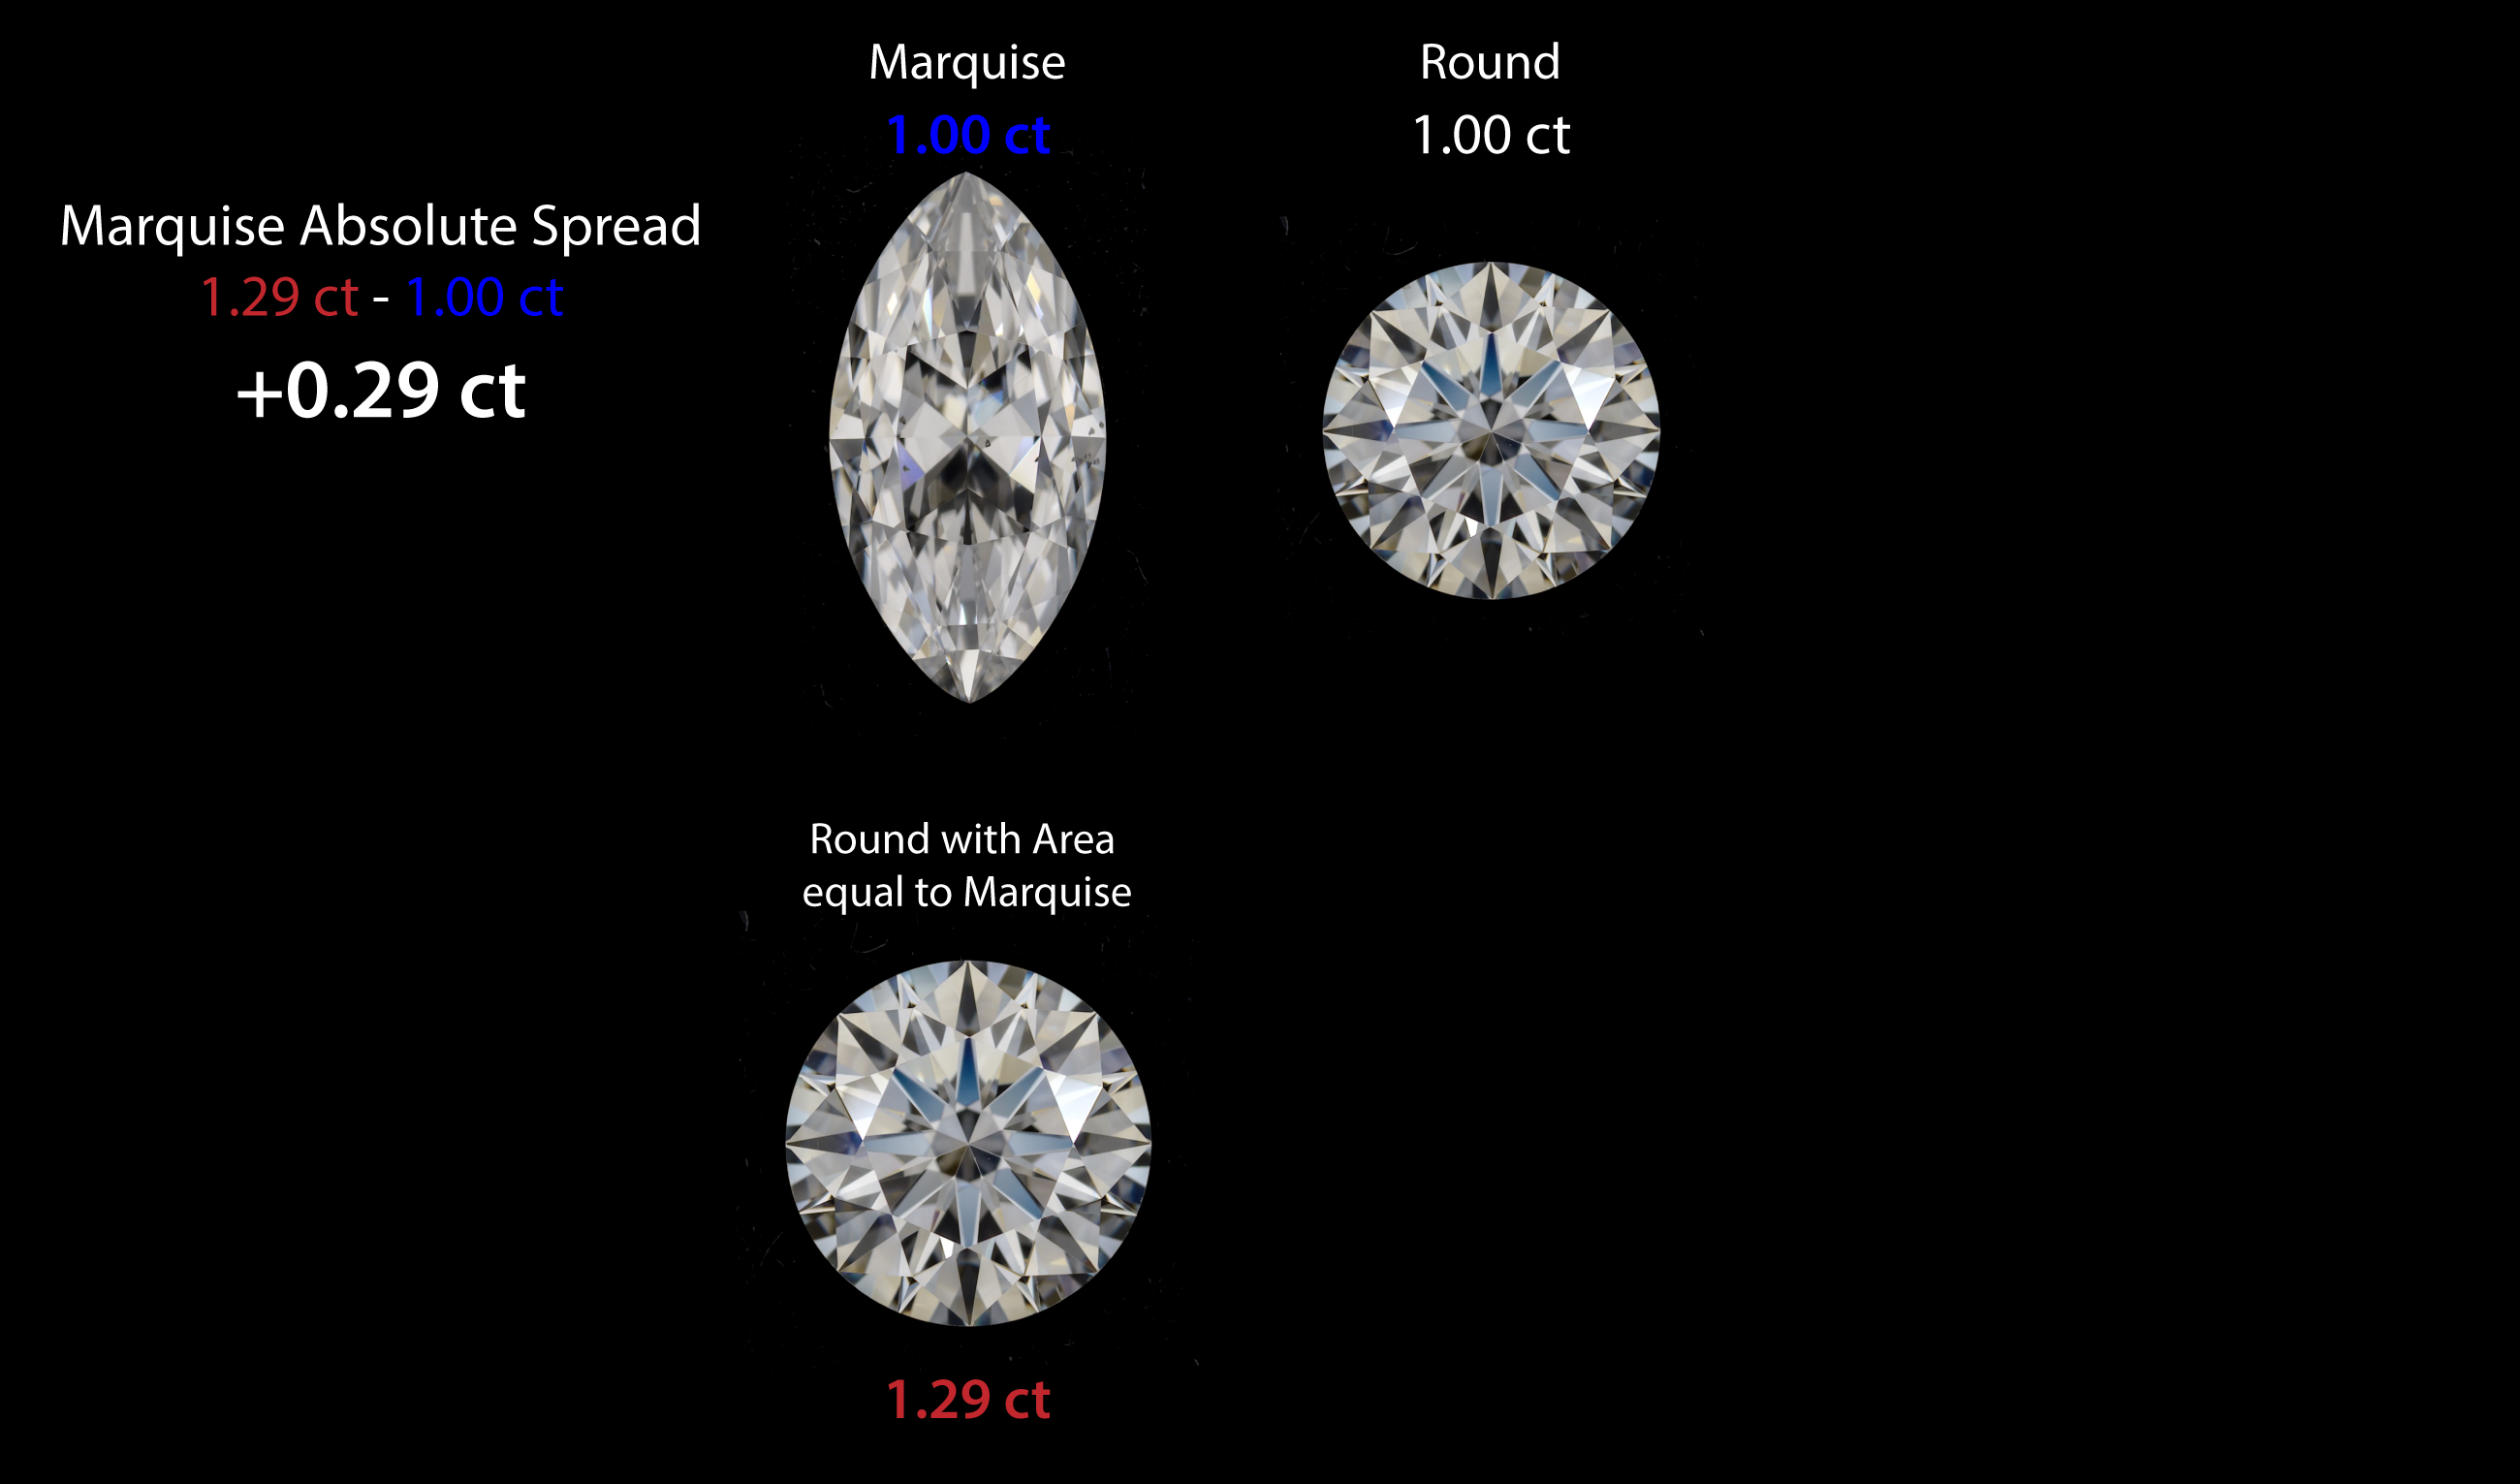 Marquise
1.00 ct
Round
1.00 ct
Marquise Absolute Spread
1.29 ct - 1.00 ct
+0.29 ct
Round with Area
equal to Marquise
1.29 ct